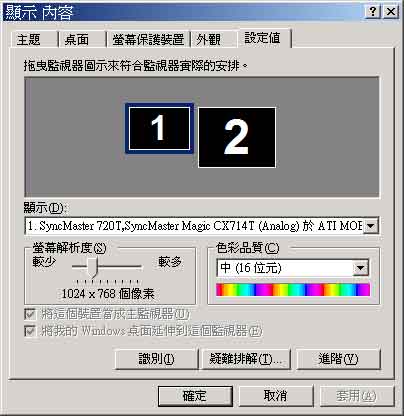 顯示 內容
主題 桌面 螢幕保護裝置 外觀 設定值
拖曳監視器圖示來符合監視器實際的安排。
1 2
顯示(D):
1. SyncMaster 720T,SyncMaster Magic CX714T (Analog) 於 ATI MOB
螢幕解析度(S)
較少 較多
1024 x 768 個像素
色彩品質(C)
中 (16 位元)
將這個裝置當成主監視器(U)
將我的 Windows 桌面延伸到這個監視器(E)
識別(I) 疑難排解(T)... 進階(V)
確定 取消 套用(A)